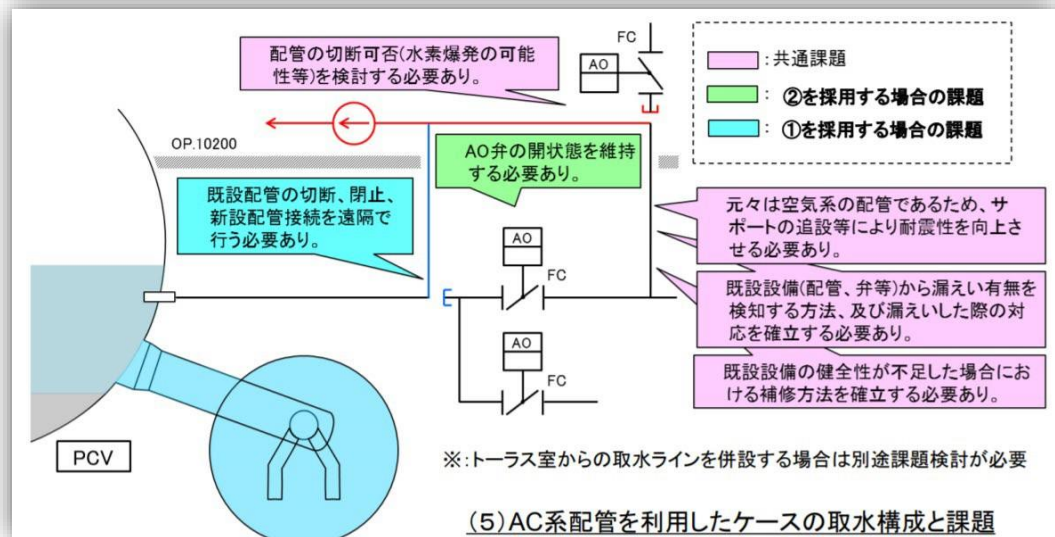 配管の切断可否(水素爆発の可能
性等)を検討する必要あり。
FC
AO
：共通課題
： ②を採用する場合の課題
： ①を採用する場合の課題
OP.10200
AO弁の開状態を維持
する必要あり。
既設配管の切断、閉止、
新設配管接続を遠隔で
行う必要あり。
元々は空気系の配管であるため、サ
ポートの追設等により耐震性を向上さ
せる必要あり。
AO
FC
既設設備(配管、弁等)から漏えい有無を
検知する方法、及び漏えいした際の対
応を確立する必要あり。
AO
FC
既設設備の健全性が不足した場合にお
ける補修方法を確立する必要あり。
PCV
※：トーラス室からの取水ラインを併設する場合は別途課題検討が必要
(5)AC系配管を利用したケースの取水構成と課題